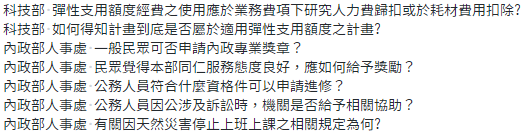 科技部 彈性支用額度經費之使用應於業務費項下研究人力費歸扣或於耗材費用扣除?
科技部 如何得知計畫到底是否屬於適用彈性支用額度之計畫?
內政部人事處 一般民眾可否申請內政專業獎章？
內政部人事處 民眾覺得本部同仁服務態度良好，應如何給予獎勵？
內政部人事處 公務人員符合什麼資格件可以申請進修？
內政部人事處 公務人員因公涉及訴訟時，機關是否給予相關協助？
內政部人事處 有關因天然災害停止上班上課之相關規定為何?